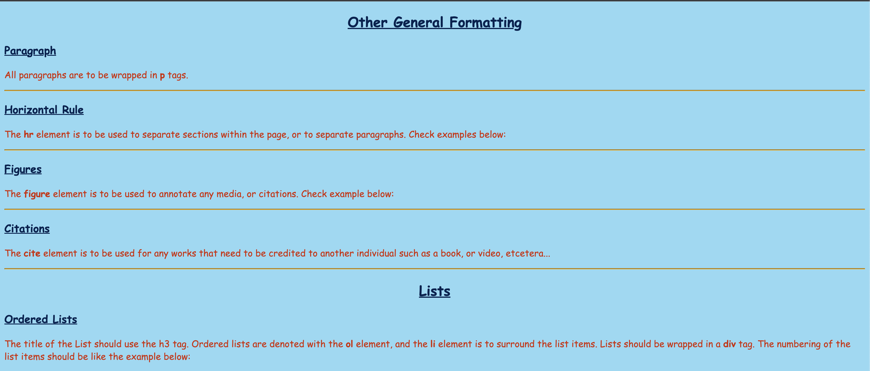 Other General Formatting
Paragraph
All paragraphs are to be wrapped in p tags.
Horizontal Rule
The hr element is to be used to separate sections within the page, or to separate paragraphs. Check examples below:
Figures
The figure element is to be used to annotate any media, or citations. Check example below:
Citations
The cite element is to be used for any works that need to be credited to another individual such as a book, or video, etcetera...
Lists
Ordered Lists
The title of the List should use the h3 tag. Ordered lists are denoted with the ol element, and the li element is to surround the list items. Lists should be wrapped in a div tag. The numbering of the
list items should be like the example below: